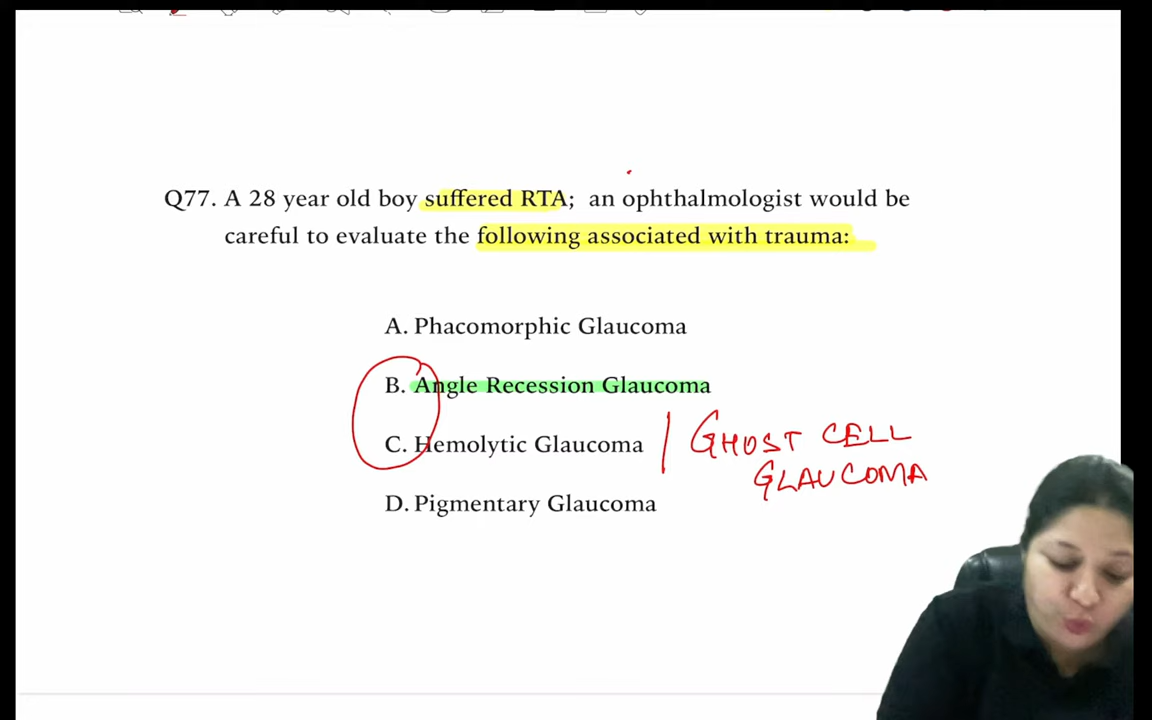 Q77. A 28 year old boy suffered RTA; an ophthalmologist would be
careful to evaluate the following associated with trauma:
A. Phacomorphic Glaucoma
B. Angle Recession Glaucoma
C. Hemolytic Glaucoma | GHOST CELL
GLAUCOMA
D. Pigmentary Glaucoma